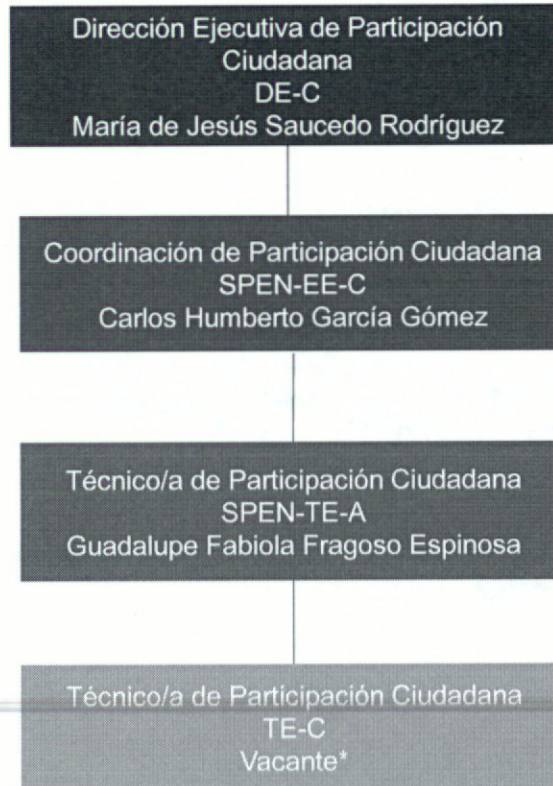 Dirección Ejecutiva de Participación
Ciudadana
DE-C
María de Jesús Saucedo Rodríguez
Coordinación de Participación Ciudadana
SPEN-EE-C
Carlos Humberto García Gómez
Técnico/a de Participación Ciudadana
SPEN-TE-A
Guadalupe Fabiola Fragoso Espinosa
Técnico/a de Participación Ciudadana
TE-C
Vacante*